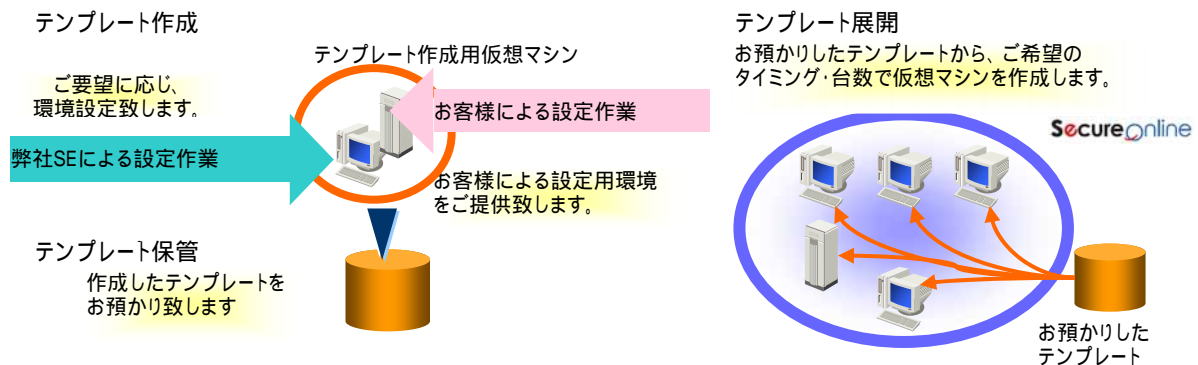 テンプレート作成
テンプレート作成用仮想マシン
ご要望に応じ、
環境設定致します。
お客様による設定作業
弊社SEによる設定作業
お客様による設定用環境
をご提供致します。
テンプレート保管
作成したテンプレートを
お預かり致します
テンプレート展開
お預かりしたテンプレートから、ご希望の
タイミング・台数で仮想マシンを作成します。
Secureonline
お預かりした
テンプレート